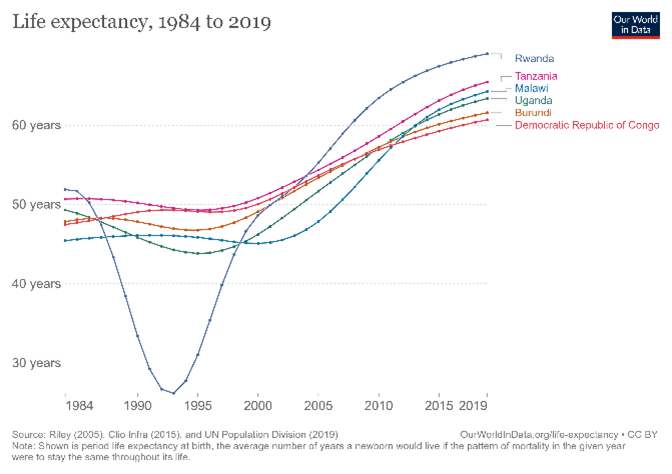 Life expectancy, 1984 to 2019
Our World
in Data
Rwanda
Tanzania
Malawi
Uganda
Burundi
Democratic Republic of Congo
60 years
50 years
40 years
30 years
1984 1990 1995 2000 2005 2010 2015 2019
Source: Riley (2005), Clio Infra (2015), and UN Population Division (2019) OurWorldInData.org/life-expectancy • CC BY
Note: Shown is period life expectancy at birth, the average number of years a newborn would live if the pattern of mortality in the given year
were to stay the same throughout its life.